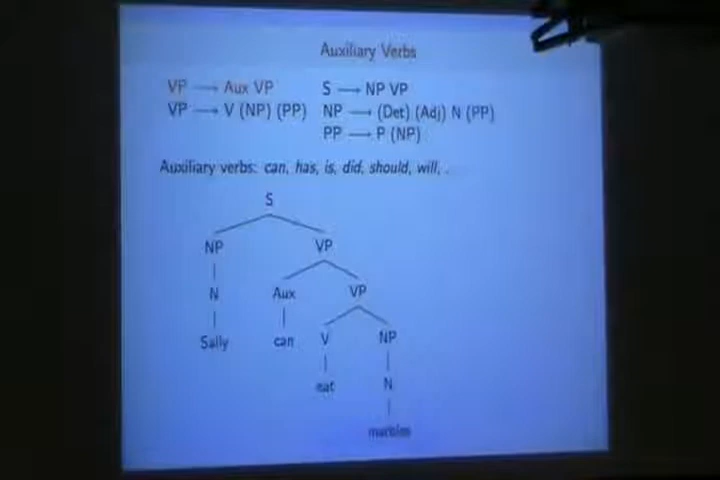 Auxiliary Verbs
VP → Aux VP S → NP VP
VP → V (NP) (PP) NP → (Det) (Adj) N (PP)
PP → P (NP)
Auxiliary verbs: can, has, is, did, should, will, ..
S
NP VP
N Aux VP
Sally can V NP
eat N
marbles